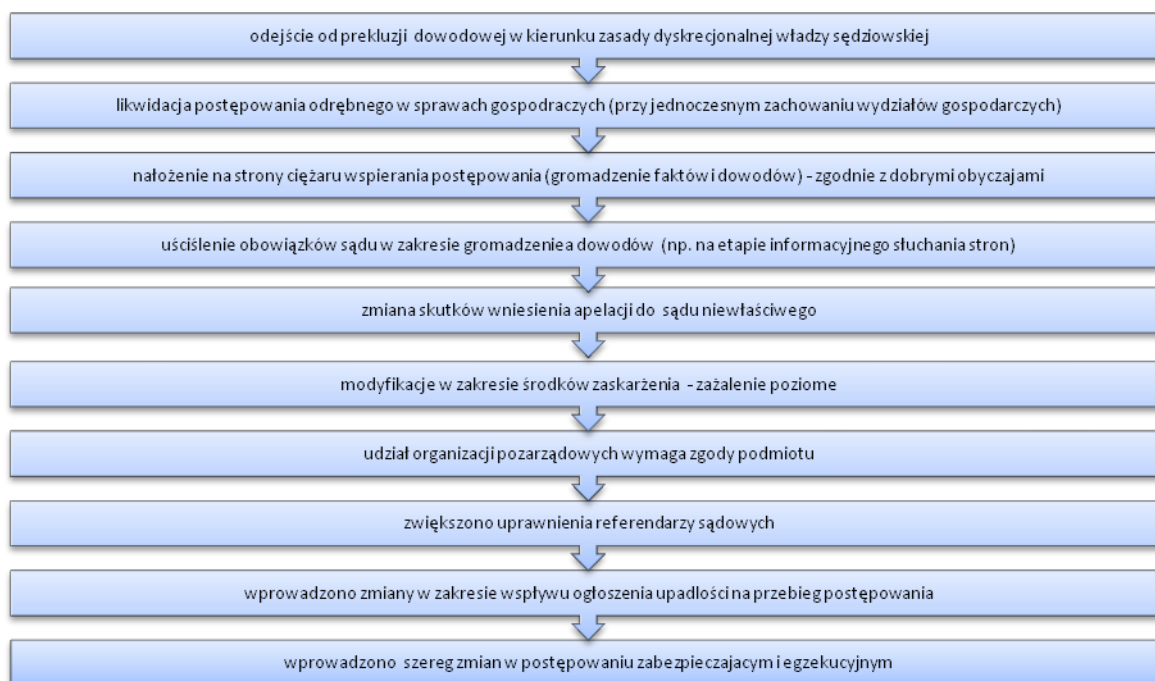 odejście od prekluzji dowodowej w kierunku zasady dyskrecjonalnej władzy sędziowskiej
likwidacja postępowania odrębnego w sprawach gospodraczych (przy jednoczesnym zachowaniu wydziałów gospodarczych)
nałożenie na strony ciężaru wspierania postępowania (gromadzenie faktów i dowodów) - zgodnie z dobrymi obyczajami
uściślenie obowiązków sądu w zakresie gromadzeniea dowodów (np. na etapie informacyjnego słuchania stron)
zmiana skutków wniesienia apelacji do sądu niewłaściwego
modyfikacje w zakresie środków zaskarżenia - zażalenie poziome
udział organizacji pozarządowych wymaga zgody podmiotu
zwiększono uprawnienia referendarzy sądowych
wprowadzono zmiany w zakresie wspływu ogłoszenia upadlości na przebieg postępowania
wprowadzono szereg zmian w postępowaniu zabezpieczajacym i egzekucyjnym